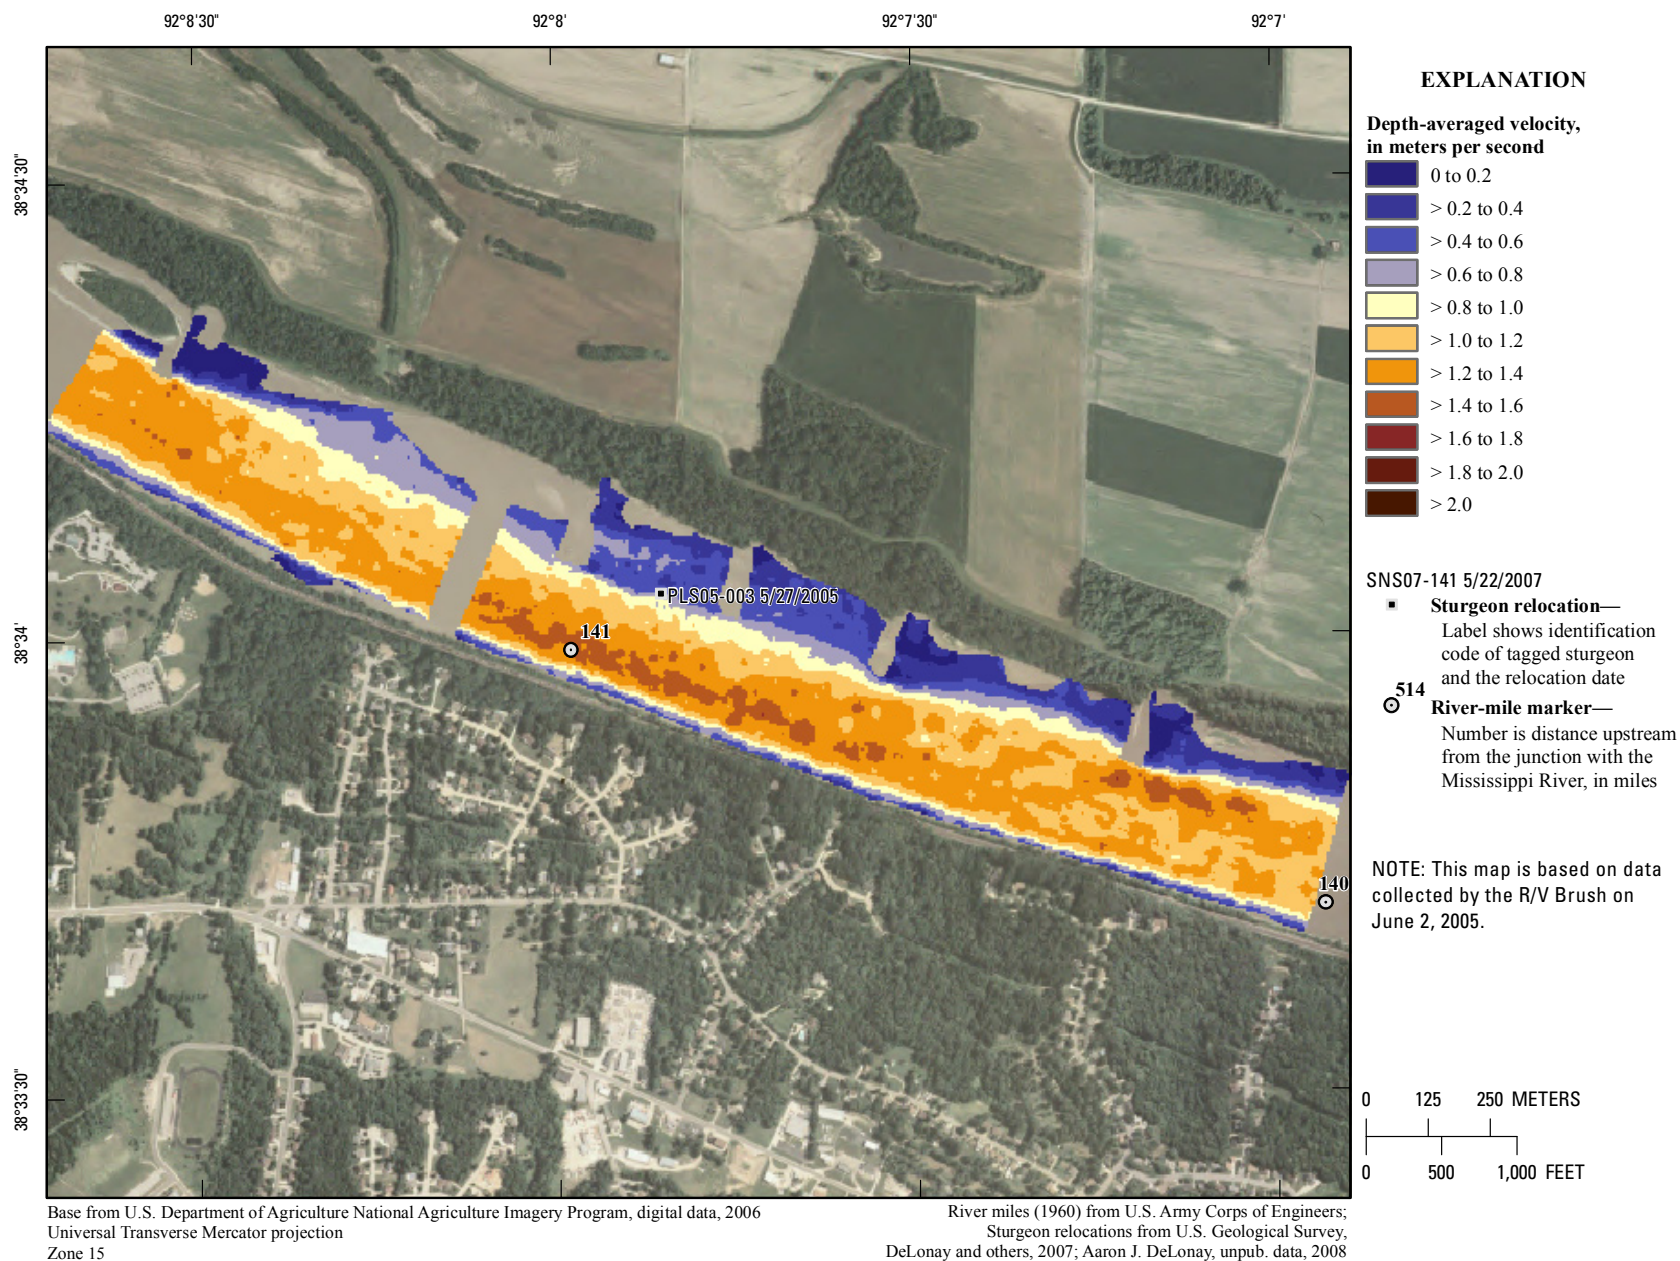 92°8'30"
92°8'
92°7'30"
92°7'
38°34'30"
38°34'
38°33'30"
PLS05-003 5/27/2005
141
140
EXPLANATION
Depth-averaged velocity,
in meters per second
0 to 0.2
> 0.2 to 0.4
> 0.4 to 0.6
> 0.6 to 0.8
> 0.8 to 1.0
> 1.0 to 1.2
> 1.2 to 1.4
> 1.4 to 1.6
> 1.6 to 1.8
> 1.8 to 2.0
> 2.0
SNS07-141 5/22/2007
Sturgeon relocation—
Label shows identification
code of tagged sturgeon
and the relocation date
514
River-mile marker—
Number is distance upstream
from the junction with the
Mississippi River, in miles
NOTE: This map is based on data
collected by the R/V Brush on
June 2, 2005.
0 125 250 METERS
0 500 1,000 FEET
Base from U.S. Department of Agriculture National Agriculture Imagery Program, digital data, 2006
Universal Transverse Mercator projection
Zone 15
River miles (1960) from U.S. Army Corps of Engineers;
Sturgeon relocations from U.S. Geological Survey,
DeLonay and others, 2007; Aaron J. DeLonay, unpub. data, 2008